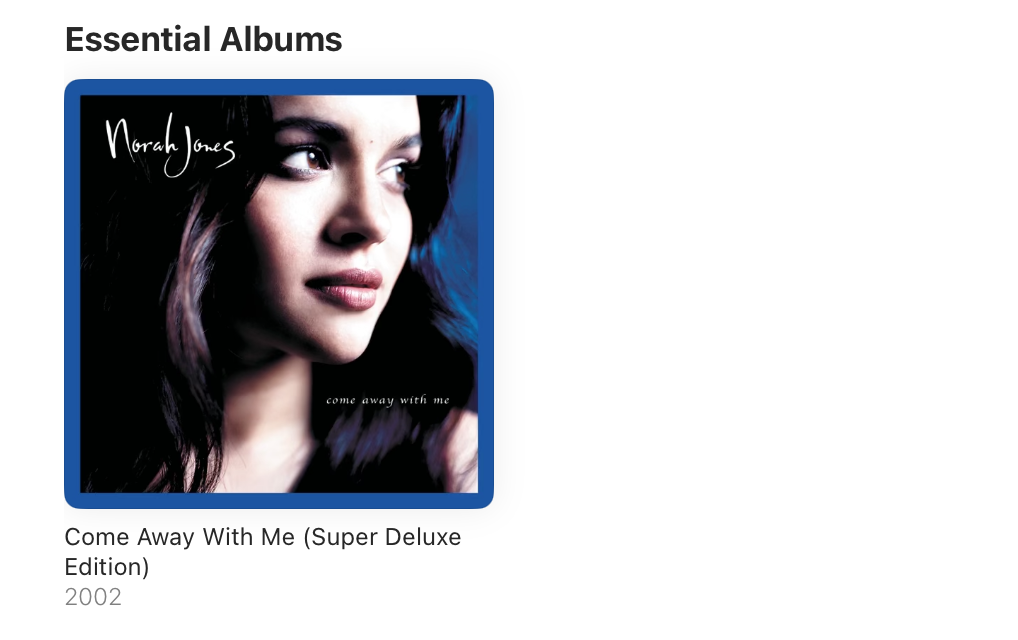 Essential Albums
Norah Jones
come away with me
Come Away With Me (Super Deluxe
Edition)
2002